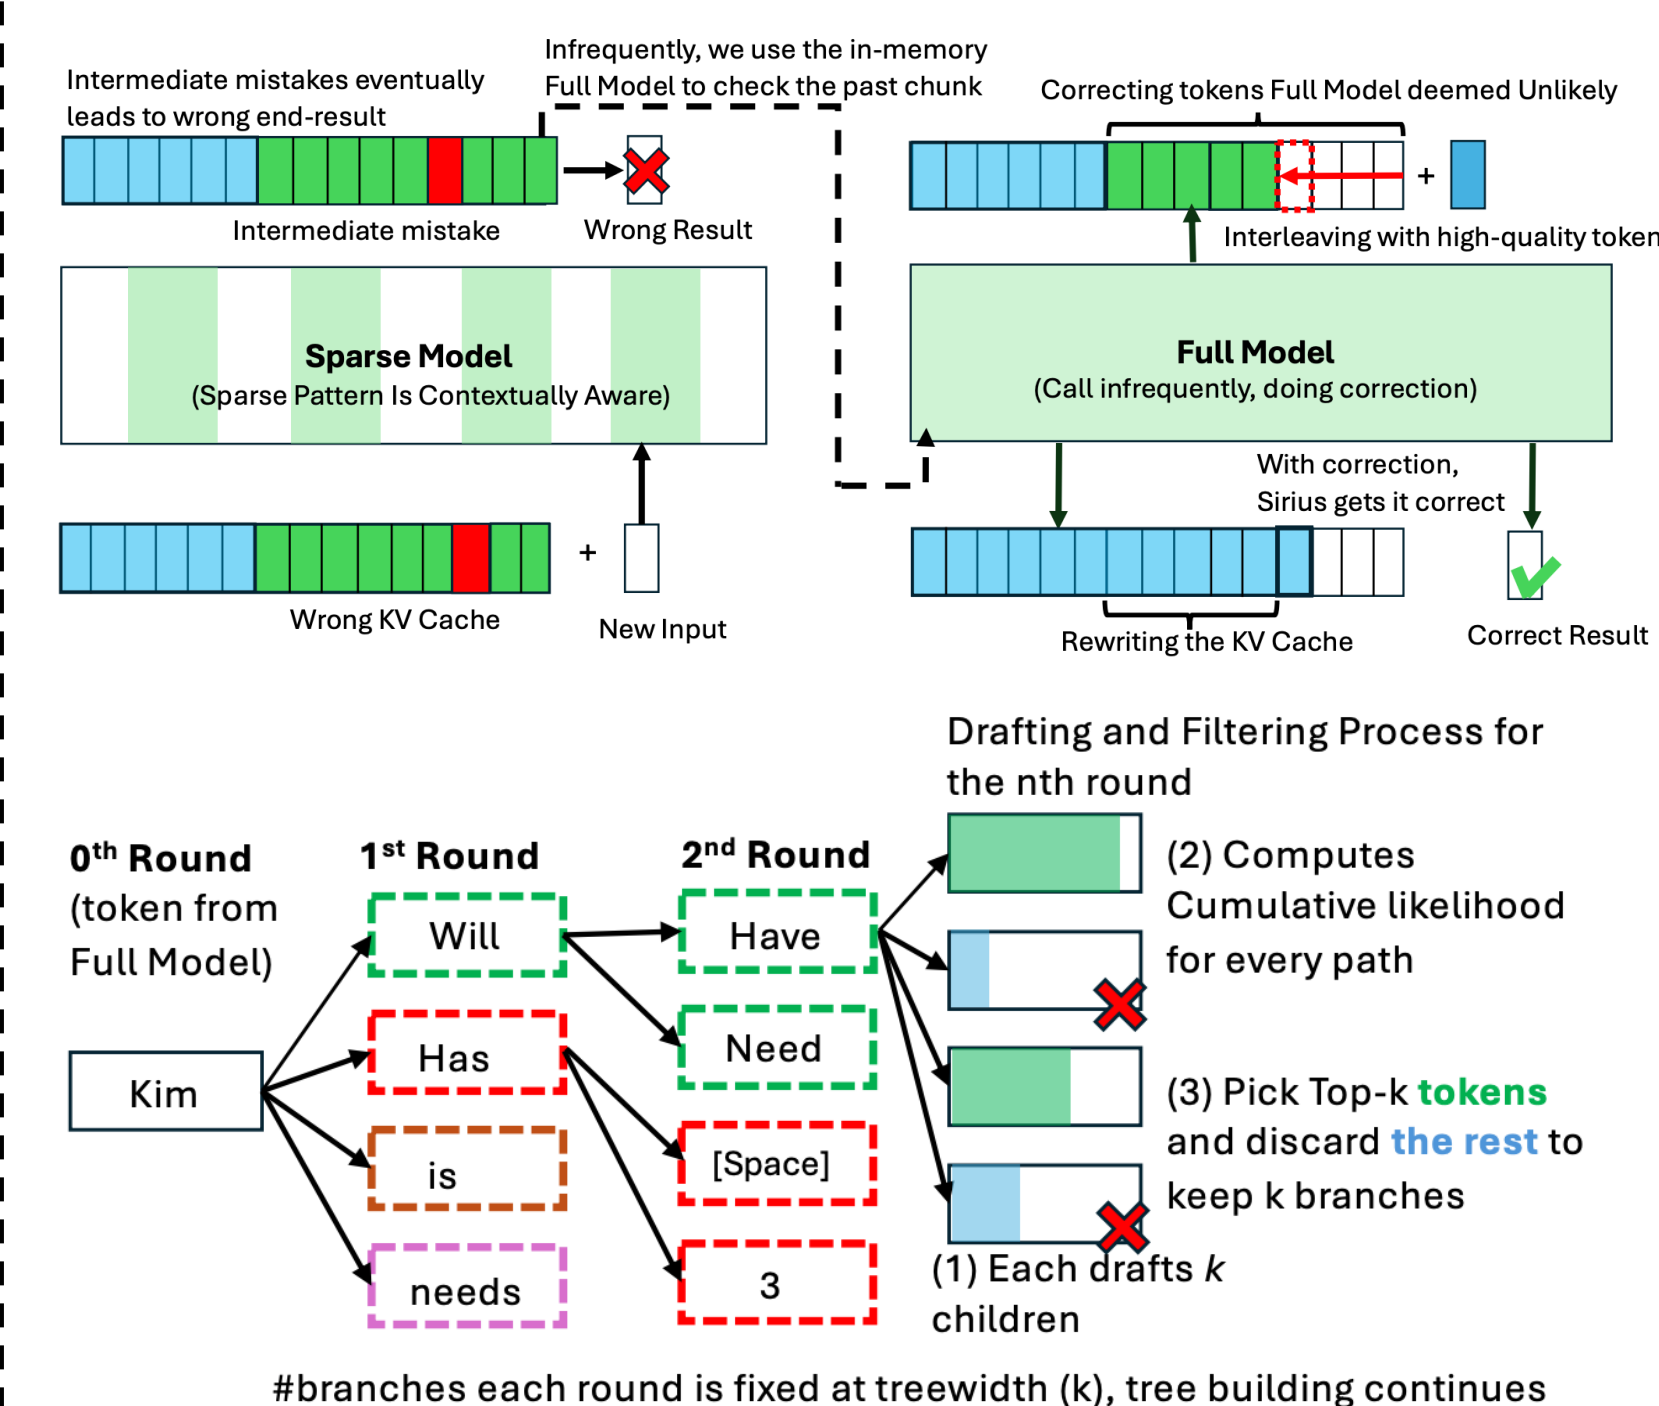 Intermediate mistakes eventually
leads to wrong end-result
Infrequently, we use the in-memory
Full Model to check the past chunk
Correcting tokens Full Model deemed Unlikely
+
Intermediate mistake
Wrong Result
Interleaving with high-quality token
Sparse Model
(Sparse Pattern Is Contextually Aware)
Full Model
(Call infrequently, doing correction)
With correction,
Sirius gets it correct
+
Wrong KV Cache
New Input
Rewriting the KV Cache
Correct Result
Drafting and Filtering Process for
the nth round
0th Round
(token from
Full Model)
1st Round
2nd Round
Kim
Will
Has
is
needs
Have
Need
[Space]
3
(2) Computes
Cumulative likelihood
for every path
(3) Pick Top-k tokens
and discard the rest to
keep k branches
(1) Each drafts k
children
#branches each round is fixed at treewidth (k), tree building continues